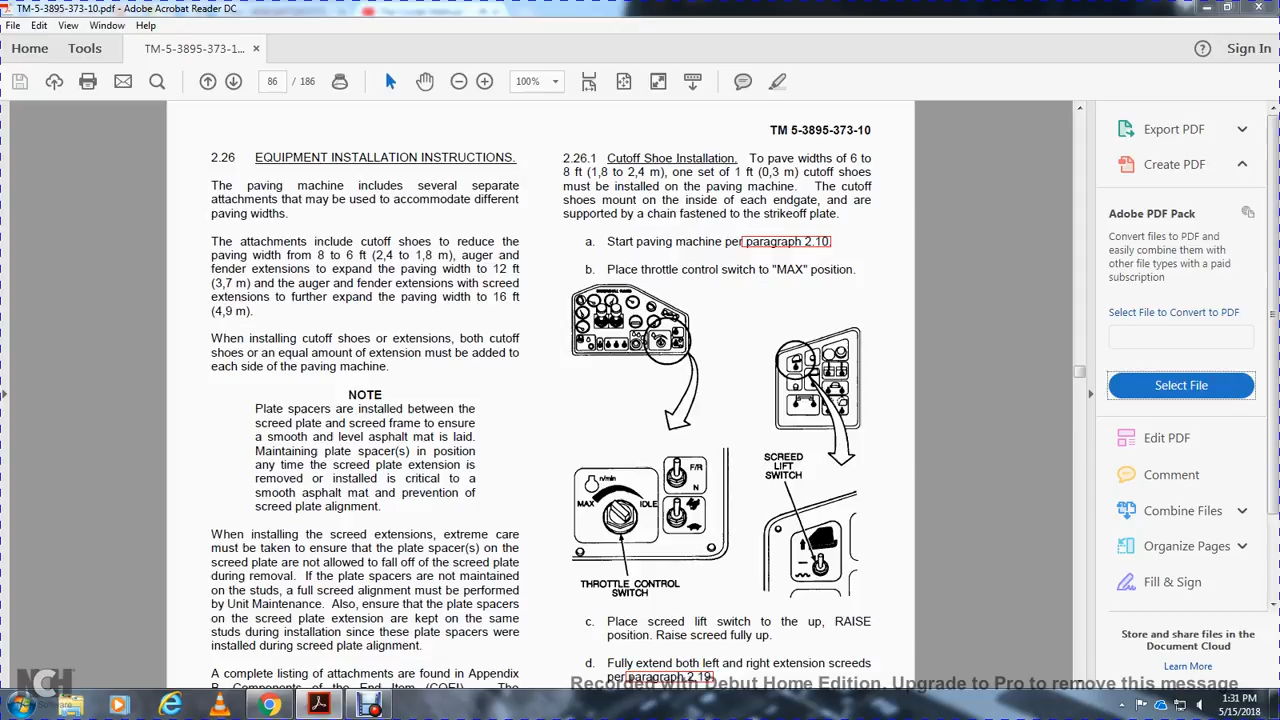 TM-5-3895-373-10.pdf - Adobe Acrobat Reader DC
File Edit View Window Help
Home Tools TM-5-3895-373-1... × Sign In
86 / 186 100%
TM 5-3895-373-10
2.26 EQUIPMENT INSTALLATION INSTRUCTIONS.
The paving machine includes several separate
attachments that may be used to accommodate different
paving widths.
The attachments include cutoff shoes to reduce the
paving width from 8 to 6 ft (2,4 to 1,8 m), auger and
fender extensions to expand the paving width to 12 ft
(3,7 m) and the auger and fender extensions with screed
extensions to further expand the paving width to 16 ft
(4,9 m).
When installing cutoff shoes or extensions, both cutoff
shoes or an equal amount of extension must be added to
each side of the paving machine.
NOTE
Plate spacers are installed between the
screed plate and screed frame to ensure
a smooth and level asphalt mat is laid.
Maintaining plate spacer(s) in position
any time the screed plate extension is
removed or installed is critical to a
smooth asphalt mat and prevention of
screed plate alignment.
When installing the screed extensions, extreme care
must be taken to ensure that the plate spacer(s) on the
screed plate are not allowed to fall off of the screed plate
during removal. If the plate spacers are not maintained
on the studs, a full screed alignment must be performed
by Unit Maintenance. Also, ensure that the plate spacers
on the screed plate extension are kept on the same
studs during installation since these plate spacers were
installed during screed plate alignment.
A complete listing of attachments are found in Appendix
B Components of the End Item (COEI). The
2.26.1 Cutoff Shoe Installation. To pave widths of 6 to
8 ft (1,8 to 2,4 m), one set of 1 ft (0,3 m) cutoff shoes
must be installed on the paving machine. The cutoff
shoes mount on the inside of each endgate, and are
supported by a chain fastened to the strikeoff plate.
a. Start paving machine per paragraph 2.10
b. Place throttle control switch to "MAX" position.
SCREED
LIFT
SWITCH
n/min
MAX IDLE
F/R
N
THROTTLE CONTROL
SWITCH
c. Place screed lift switch to the up, RAISE
position. Raise screed fully up.
d. Fully extend both left and right extension screeds
per paragraph 2.19
Export PDF
Create PDF
Adobe PDF Pack
Convert files to PDF and
easily combine them with
other file types with a paid
subscription
Select File to Convert to PDF
Select File
Edit PDF
Comment
Combine Files
Organize Pages
Fill & Sign
Store and share files in the
Document Cloud
Learn More
NCH
Software
Recorded with Debut Home Edition. Upgrade to Pro to remove this message
1:31 PM
5/15/2018